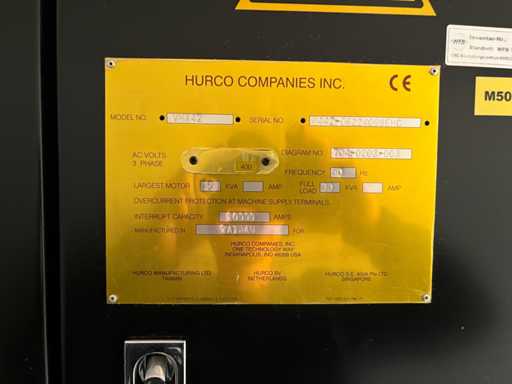 HURCO COMPANIES INC.
CE
MODEL NO. VMX42 SERIAL NO.
M50
AC VOLTS
3 PHASE 400
DIAGRAM NO.
FREQUENCY Hz
LARGEST MOTOR KVA AMP FULL LOAD KVA AMP
OVERCURRENT PROTECTION AT MACHINE SUPPLY TERMINALS.
INTERRUPT CAPACITY 10000 AMPS
MANUFACTURED IN TAIWAN FOR
HURCO COMPANIES, INC.
ONE TECHNOLOGY WAY
INDIANAPOLIS, IND 46268 USA
HURCO MANUFACTURING LTD.
TAIWAN
HURCO BV
NETHERLANDS
HURCO S.E. ASIA Pte LTD.
SINGAPORE